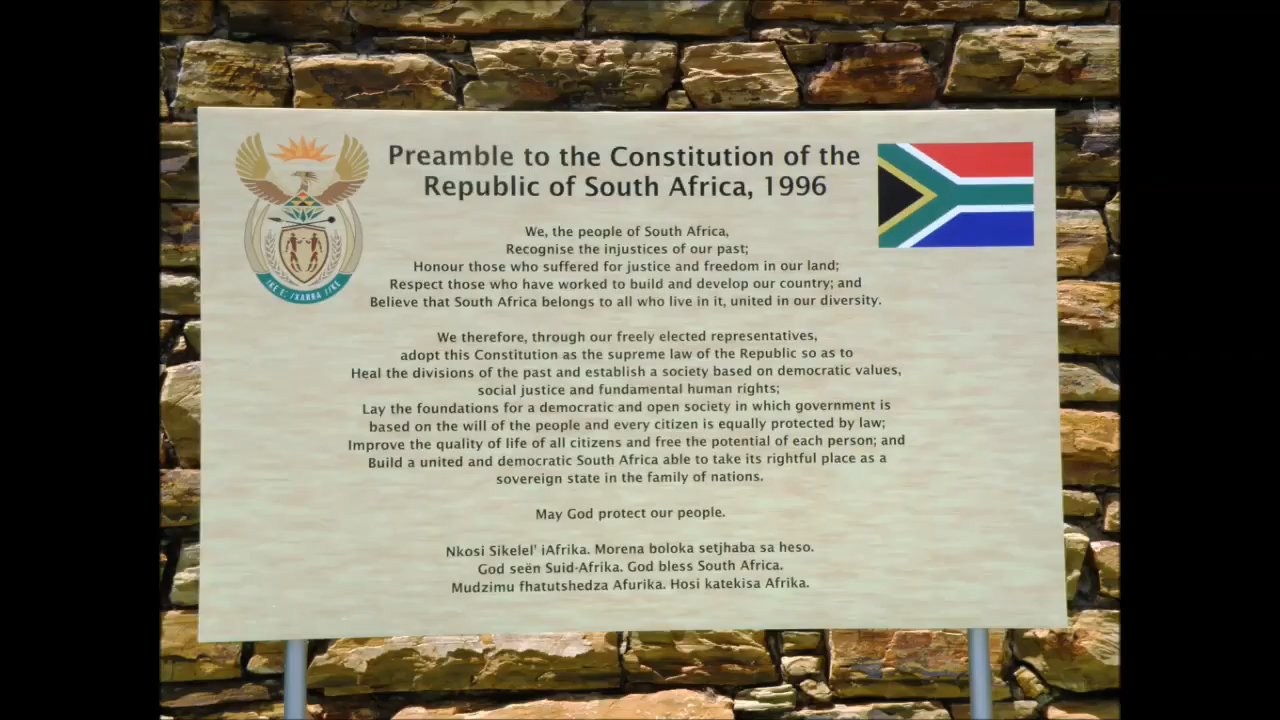 Preamble to the Constitution of the
Republic of South Africa, 1996
We, the people of South Africa,
Recognise the injustices of our past;
Honour those who suffered for justice and freedom in our land;
Respect those who have worked to build and develop our country; and
Believe that South Africa belongs to all who live in it, united in our diversity.
We therefore, through our freely elected representatives,
adopt this Constitution as the supreme law of the Republic so as to
Heal the divisions of the past and establish a society based on democratic values,
social justice and fundamental human rights;
Lay the foundations for a democratic and open society in which government is
based on the will of the people and every citizen is equally protected by law;
Improve the quality of life of all citizens and free the potential of each person; and
Build a united and democratic South Africa able to take its rightful place as a
sovereign state in the family of nations.
May God protect our people.
Nkosi Sikelel' iAfrika. Morena boloka setjhaba sa heso.
God seën Suid-Afrika. God bless South Africa.
Mudzimu fhatutshedza Afurika. Hosi katekisa Afrika.